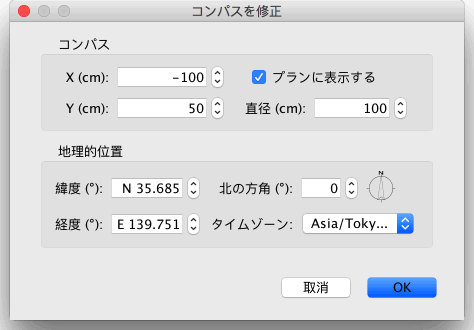 コンパスを修正
コンパス
X (cm): -100 プランに表示する
Y (cm): 50 直径 (cm): 100
地理的位置
緯度 (°): N 35.685 北の方角 (°): 0 N
経度 (°): E 139.751 タイムゾーン: Asia/Toky...
取消 OK